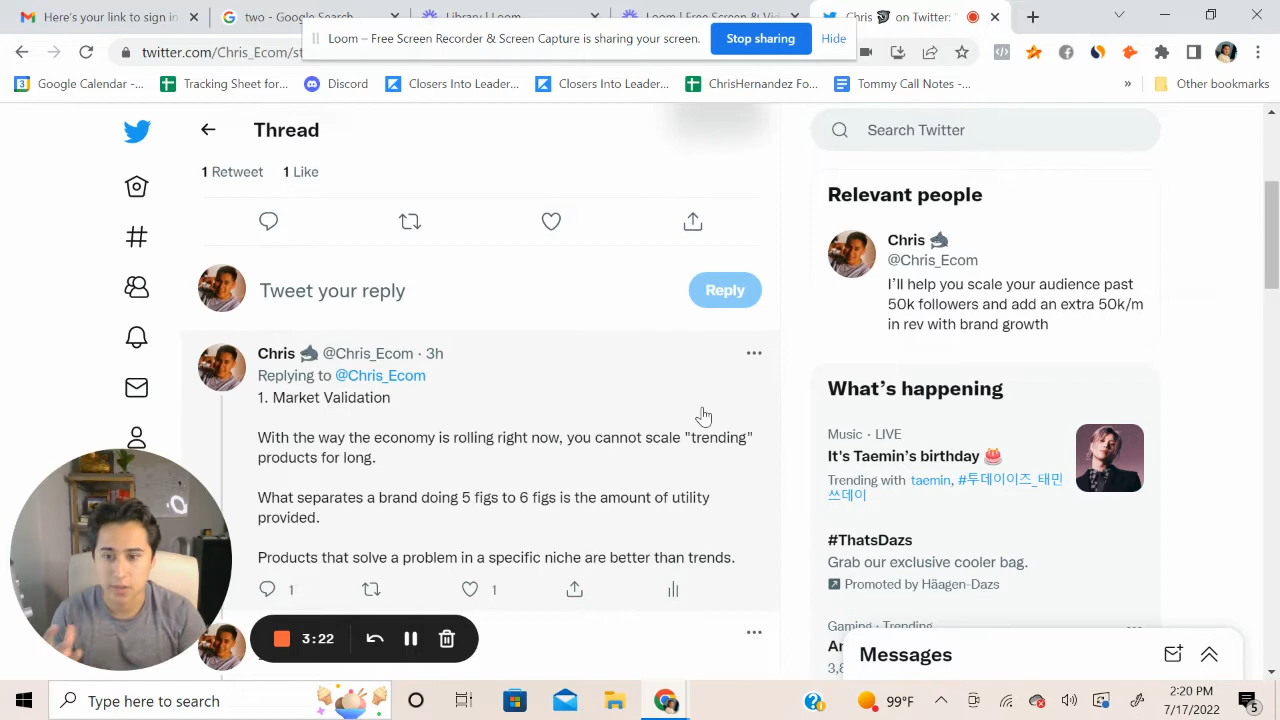 Here's your link to sign in
tga - Google Search
Loom
Loom | Free Screen
Chris on Twitter: "
twitter.com/Chris_Ecom/st
Loom – Free Screen Recorder & Screen Capture is sharing your screen.
Stop sharing
Hide
Google Calendar
Tracking Sheet for...
Discord
Closers Into Leader...
Closers Into Leader...
ChrisHernandez Fo...
Tommy Call Notes -...
»
Other bookmarks
Thread
1 Retweet 1 Like
Tweet your reply
Reply
Chris @Chris_Ecom · 3h
Replying to @Chris_Ecom
1. Market Validation
With the way the economy is rolling right now, you cannot scale "trending"
products for long.
What separates a brand doing 5 figs to 6 figs is the amount of utility
provided.
Products that solve a problem in a specific niche are better than trends.
1
1
3:22
Search Twitter
Relevant people
Chris
@Chris_Ecom
I'll help you scale your audience past
50k followers and add an extra 50k/m
in rev with brand growth
What's happening
Music · LIVE
It's Taemin's birthday
Trending with taemin, #투데이이즈_태민
쓰데이
#ThatsDazs
Grab our exclusive cooler bag.
Promoted by Häagen-Dazs
Gaming · Trending
3,8
Messages
Type here to search
99°F
2:20 PM
7/17/2022
5